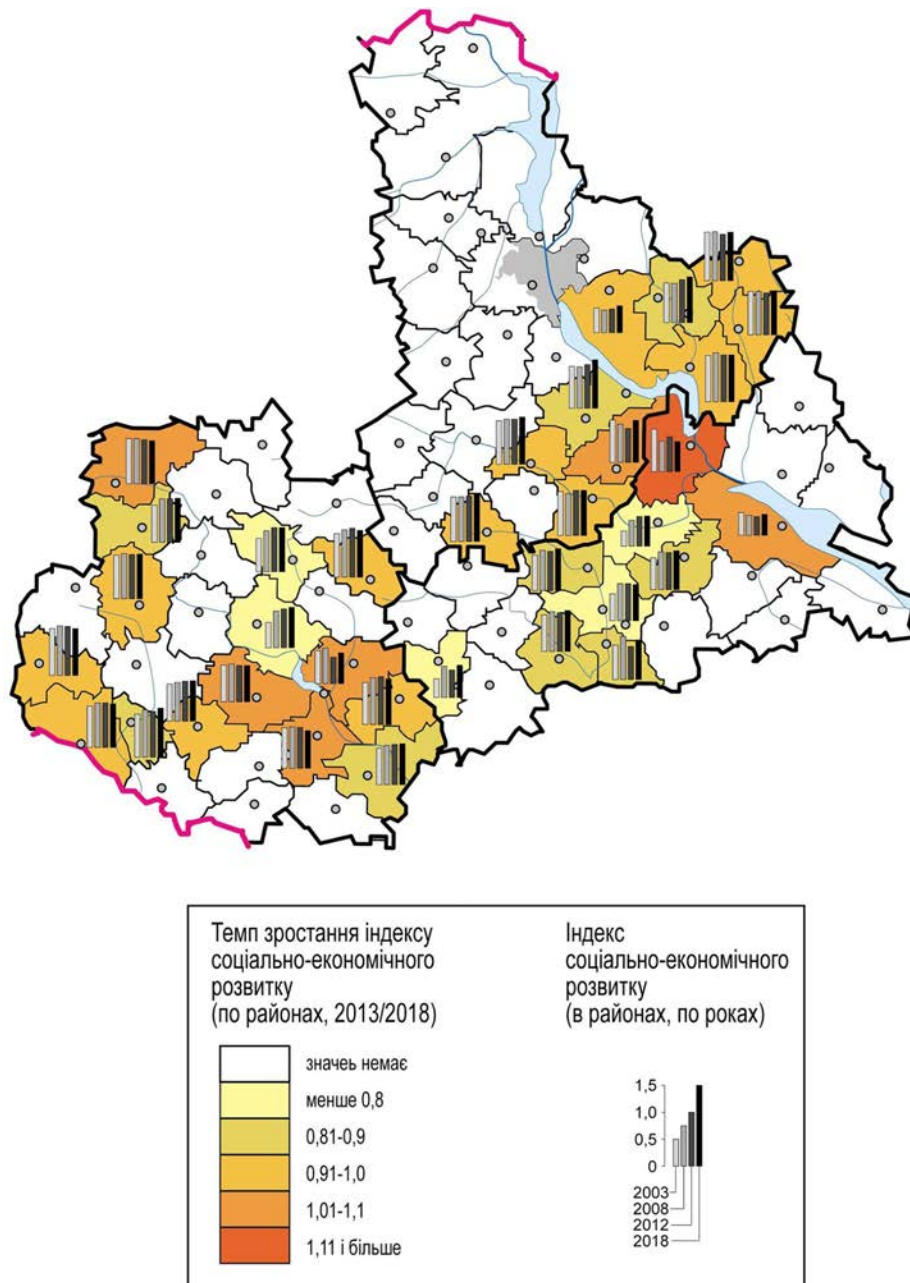 Темп зростання індексу
соціально-економічного
розвитку
(по районах, 2013/2018)
значеь немає
менше 0,8
0,81-0,9
0,91-1,0
1,01-1,1
1,11 і більше
Індекс
соціально-економічного
розвитку
(в районах, по роках)
1,5
1,0
0,5
0
2003
2008
2012
2018